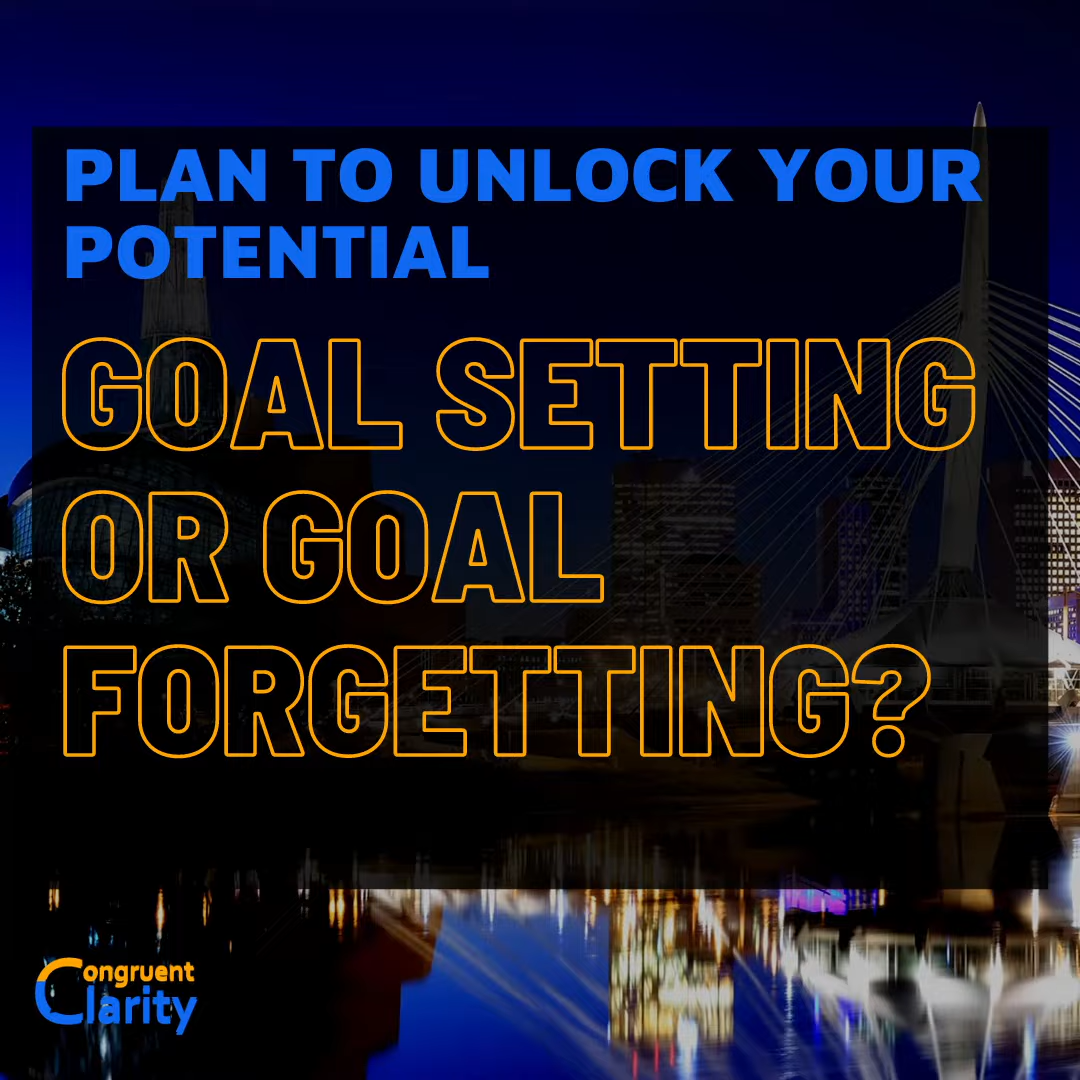 PLAN TO UNLOCK YOUR
POTENTIAL
GOAL SETTING
OR GOAL
FORGETTING?
Congruent
Clarity